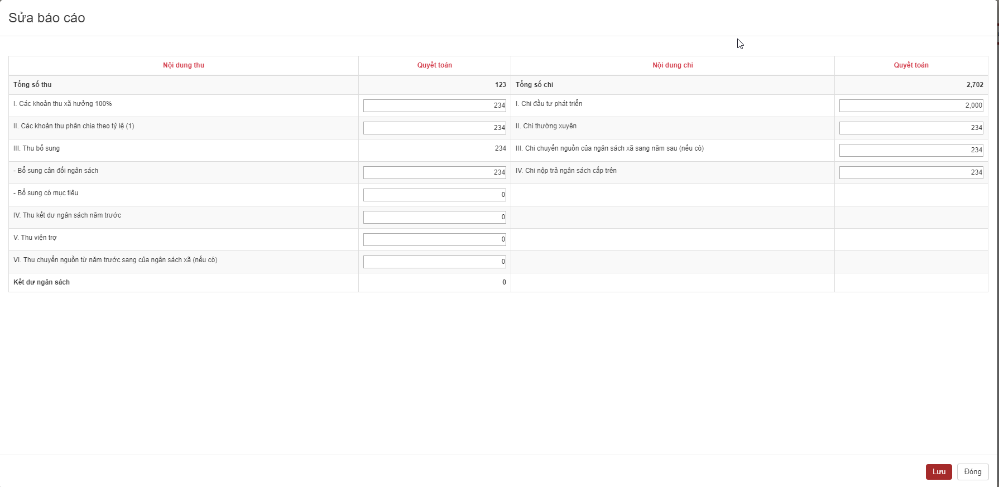 Sửa báo cáo
Nội dung thu Quyết toán Nội dung chi Quyết toán
Tổng số thu 123 Tổng số chi 2,702
I. Các khoản thu xã hưởng 100% 234 I. Chi đầu tư phát triển 2,000
II. Các khoản thu phân chia theo tỷ lệ (1) 234 II. Chi thường xuyên 234
III. Thu bổ sung 234 III. Chi chuyển nguồn của ngân sách xã sang năm sau (nếu có) 234
- Bổ sung cân đối ngân sách 234 IV. Chi nộp trả ngân sách cấp trên 234
- Bổ sung có mục tiêu 0
IV. Thu kết dư ngân sách năm trước 0
V. Thu viện trợ 0
VI. Thu chuyển nguồn từ năm trước sang của ngân sách xã (nếu có) 0
Kết dư ngân sách 0
Lưu Đóng